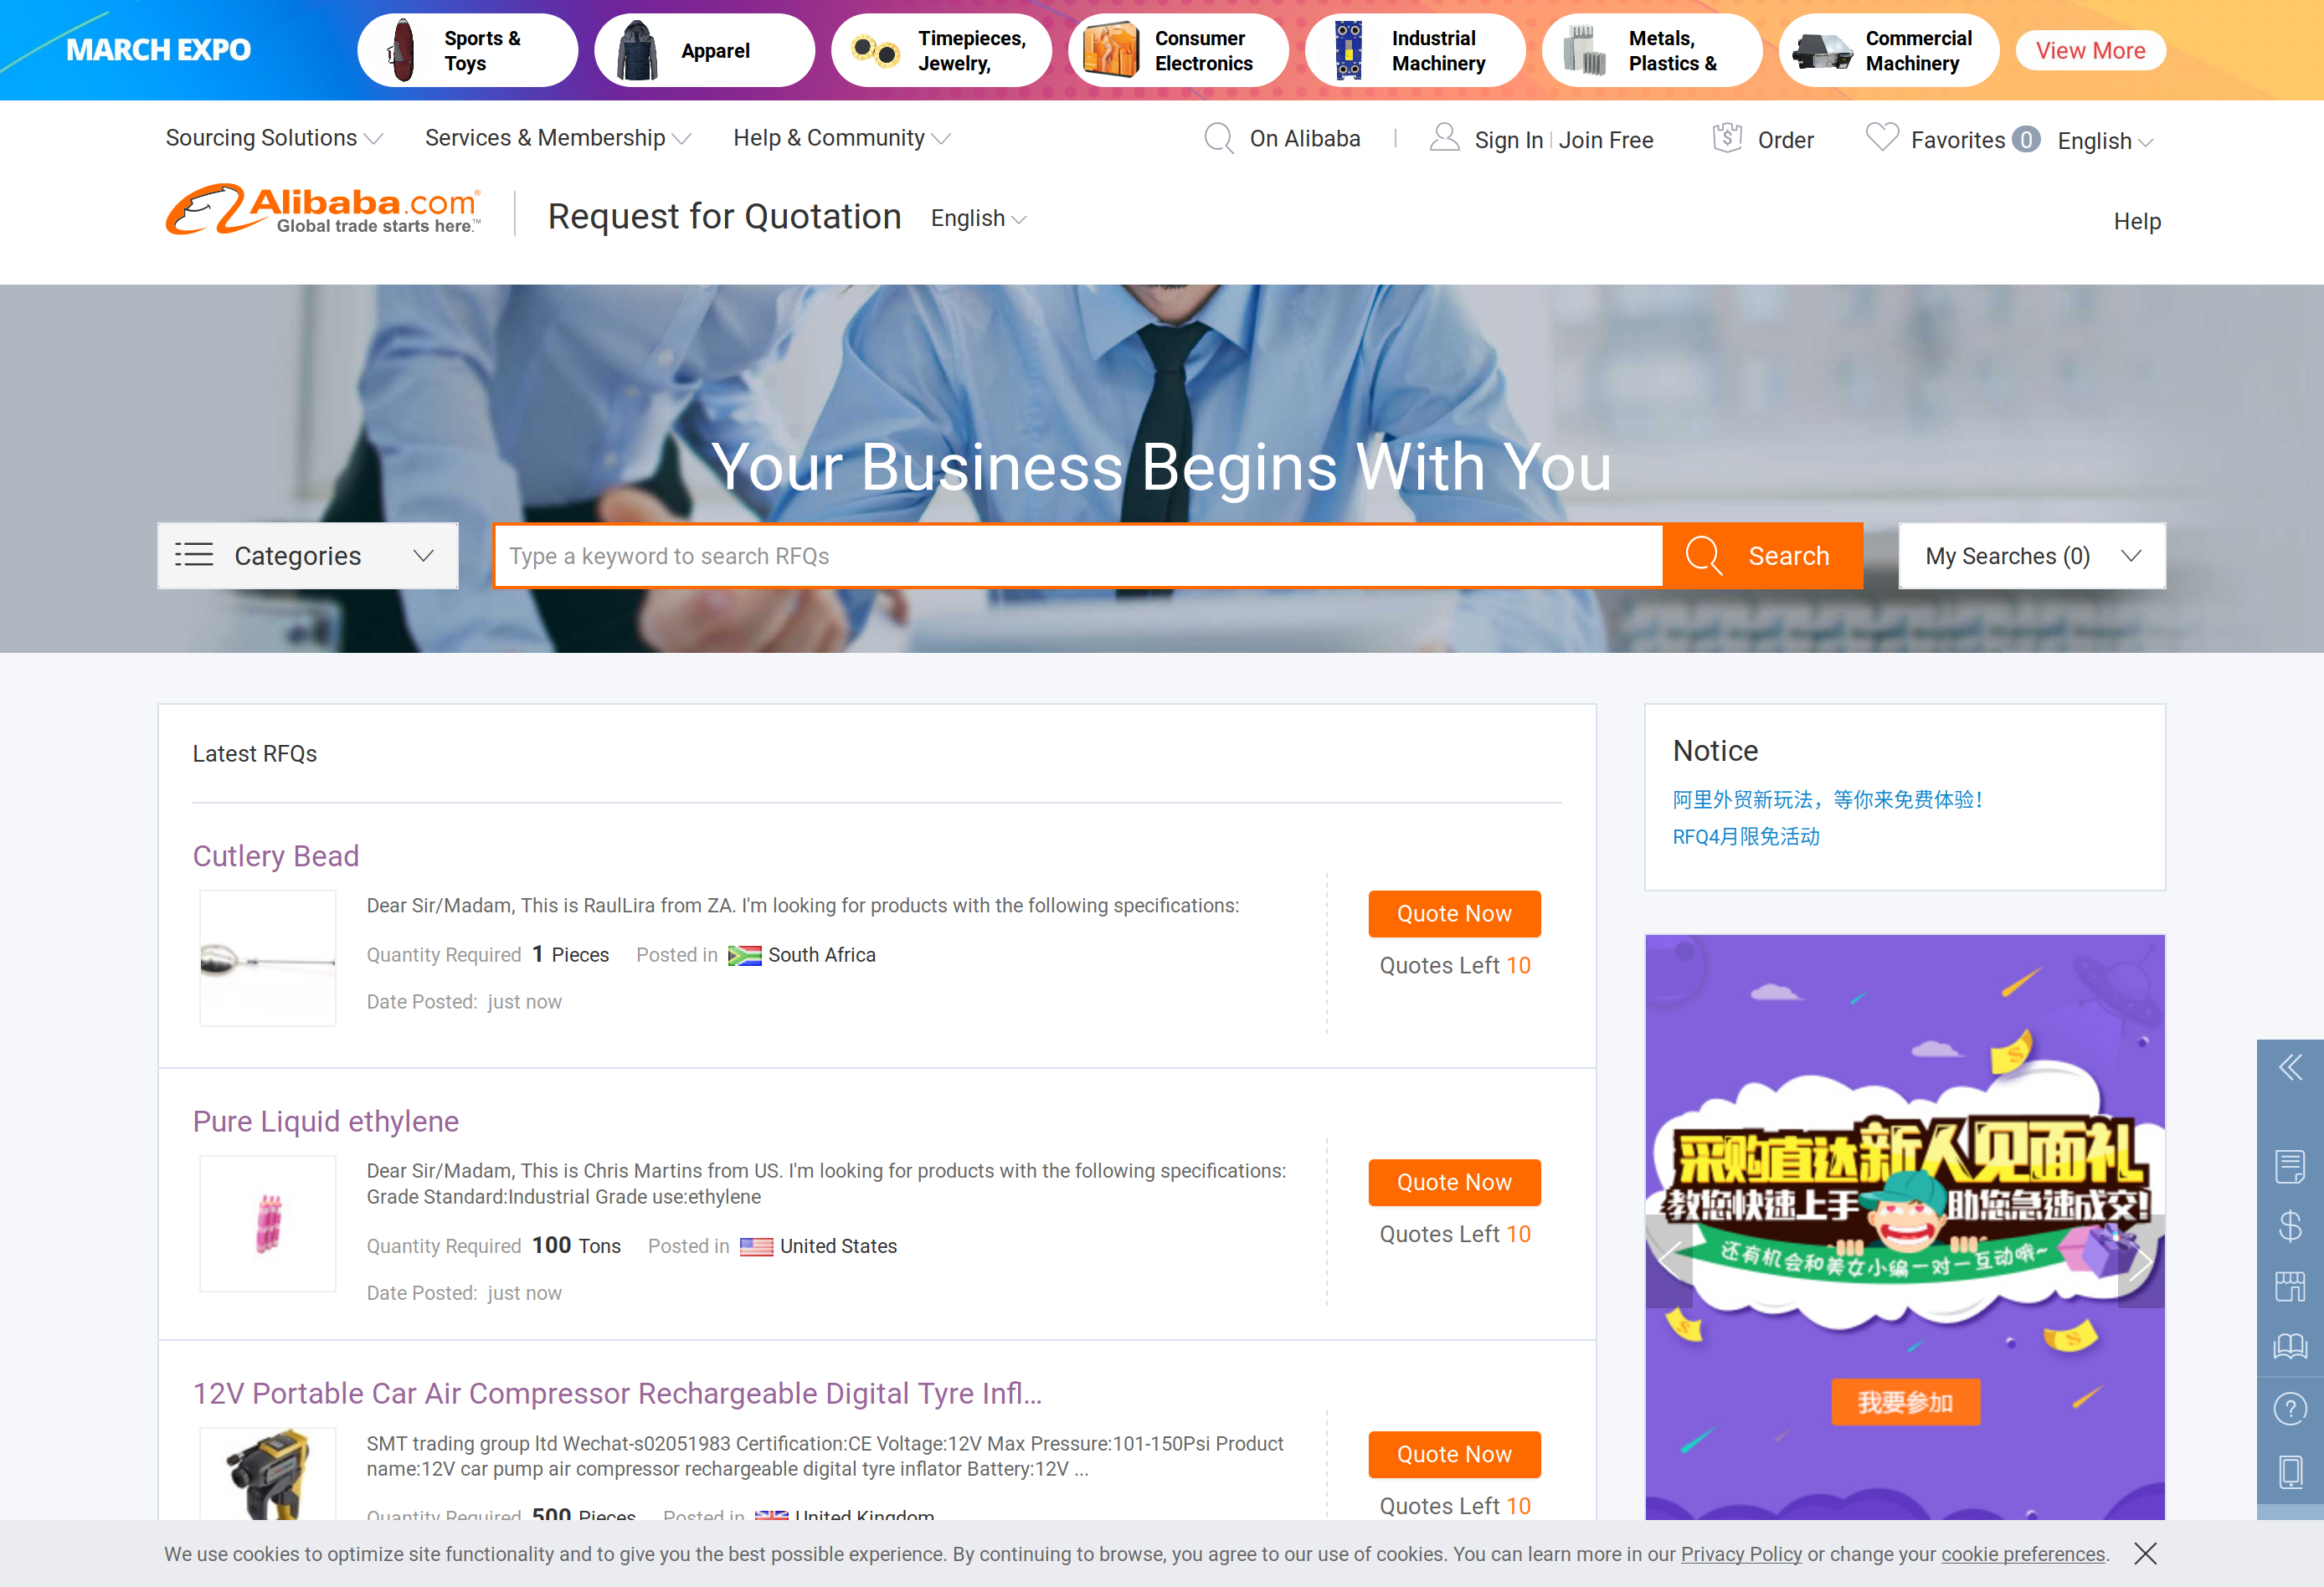 MARCH EXPO
Sports &
Toys
Apparel
Timepieces,
Jewelry,
Consumer
Electronics
Industrial
Machinery
Metals,
Plastics &
Commercial
Machinery
View More
Sourcing Solutions
Services & Membership
Help & Community
On Alibaba
Sign In
Join Free
Order
Favorites 0
English
Alibaba.com®
Global trade starts here.™
Request for Quotation
English
Help
Your Business Begins With You
Categories
Type a keyword to search RFQs
Search
My Searches (0)
Latest RFQs
Cutlery Bead
Dear Sir/Madam, This is RaulLira from ZA. I'm looking for products with the following specifications:
Quantity Required 1 Pieces Posted in South Africa
Date Posted: just now
Quote Now
Quotes Left 10
Pure Liquid ethylene
Dear Sir/Madam, This is Chris Martins from US. I'm looking for products with the following specifications:
Grade Standard:Industrial Grade use:ethylene
Quantity Required 100 Tons Posted in United States
Date Posted: just now
Quote Now
Quotes Left 10
12V Portable Car Air Compressor Rechargeable Digital Tyre Infl...
SMT trading group ltd Wechat-s02051983 Certification:CE Voltage:12V Max Pressure:101-150Psi Product
name:12V car pump air compressor rechargeable digital tyre inflator Battery:12V ...
Quantity Required 500 Pieces Posted in United Kingdom
Quote Now
Quotes Left 10
Notice
阿里外贸新玩法，等你来免费体验！
RFQ4月限免活动
采购直达新人见面礼
教您快速上手 助您急速成交!
还有机会和美女小编一对一互动哦~
我要参加
We use cookies to optimize site functionality and to give you the best possible experience. By continuing to browse, you agree to our use of cookies. You can learn more in our Privacy Policy or change your cookie preferences.